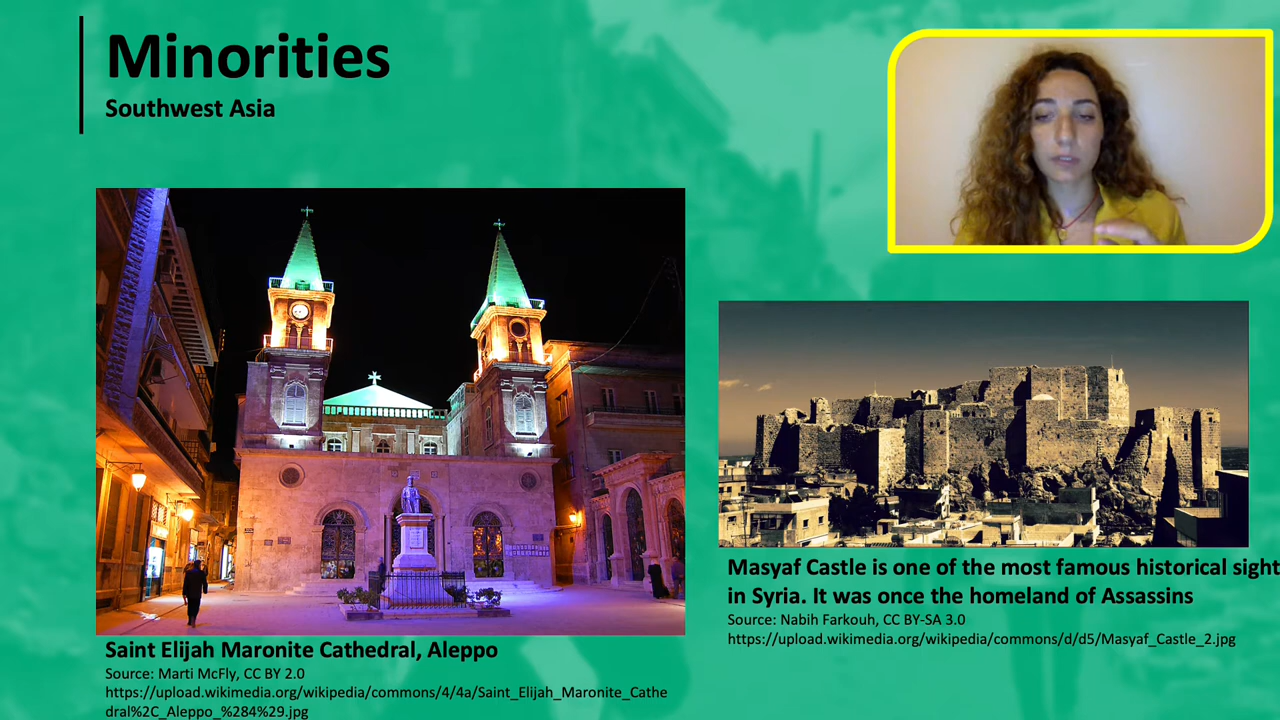 Minorities
Southwest Asia
Saint Elijah Maronite Cathedral, Aleppo
Source: Marti McFly, CC BY 2.0
https://upload.wikimedia.org/wikipedia/commons/4/4a/Saint_Elijah_Maronite_Cathe
dral%2C_Aleppo_%284%29.jpg
Masyaf Castle is one of the most famous historical sight
in Syria. It was once the homeland of Assassins
Source: Nabih Farkouh, CC BY-SA 3.0
https://upload.wikimedia.org/wikipedia/commons/d/d5/Masyaf_Castle_2.jpg